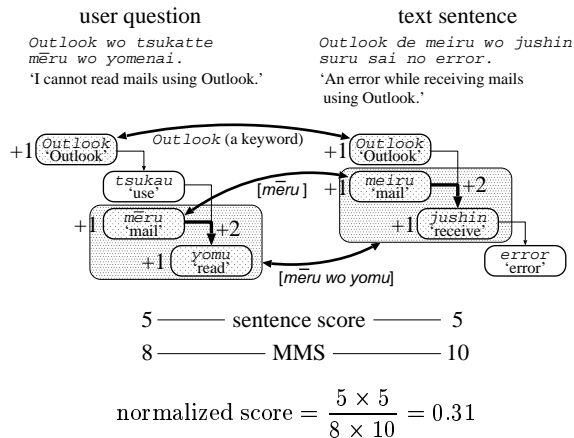 user question
Outlook wo tsukatte
mēru wo yomenai.
‘I cannot read mails using Outlook.’
text sentence
Outlook de meiru wo jushin
suru sai no error.
‘An error while receiving mails
using Outlook.’
Outlook (a keyword)
+1 Outlook
‘Outlook’
tsukau
‘use’
+1 mēru
‘mail’
+2
+1 yomu
‘read’
[mēru]
[mēru wo yomu]
+1 Outlook
‘Outlook’
+1 meiru
‘mail’
+2
+1 jushin
‘receive’
error
‘error’
5 sentence score 5
8 MMS 10
normalized score = 5 × 5 / 8 × 10 = 0.31